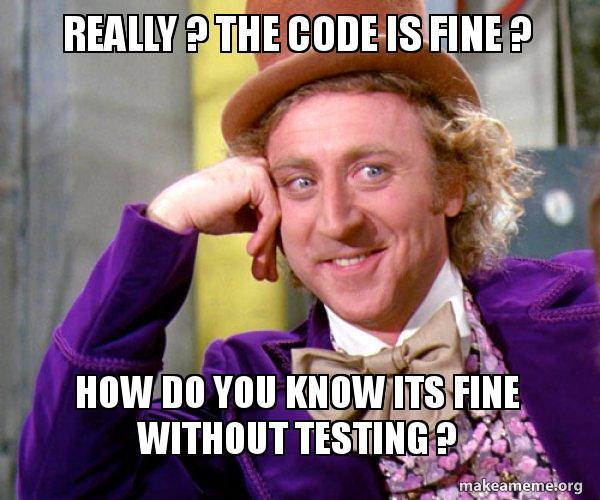 REALLY ? THE CODE IS FINE ?
HOW DO YOU KNOW ITS FINE
WITHOUT TESTING ?
makeameme.org